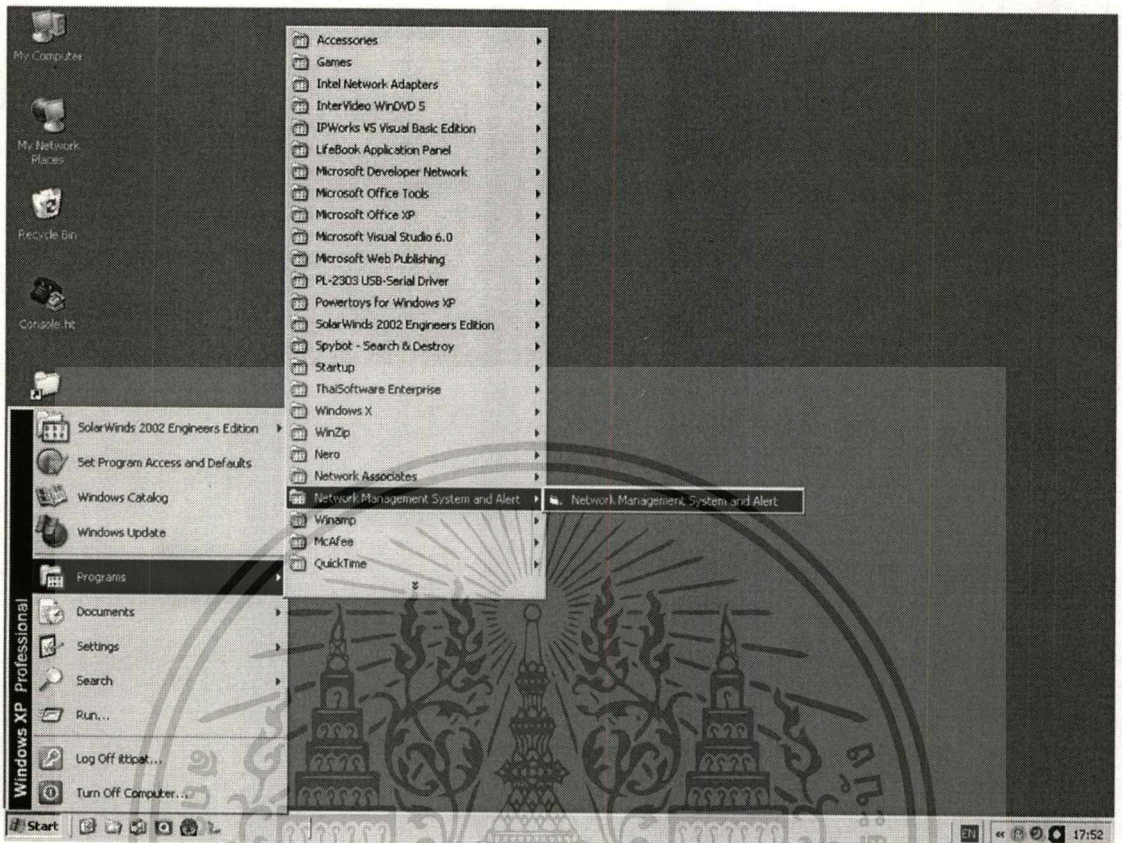 My Computer
My Network
Places
Recycle Bin
Console.ht
Accessories
Games
Intel Network Adapters
InterVideo WinDVD 5
IPWorks V5 Visual Basic Edition
LifeBook Application Panel
Microsoft Developer Network
Microsoft Office Tools
Microsoft Office XP
Microsoft Visual Studio 6.0
Microsoft Web Publishing
PL-2303 USB-Serial Driver
Powertoys for Windows XP
SolarWinds 2002 Engineers Edition
Spybot - Search & Destroy
Startup
ThaiSoftware Enterprise
Windows X
WinZip
Nero
Network Associates
Network Management System and Alert
Winamp
McAfee
QuickTime
Network Management System and Alert
SolarWinds 2002 Engineers Edition
Set Program Access and Defaults
Windows Catalog
Windows Update
Programs
Documents
Settings
Search
Run...
Log Off ittipat...
Turn Off Computer...
Windows XP Professional
Start
EN
17:52